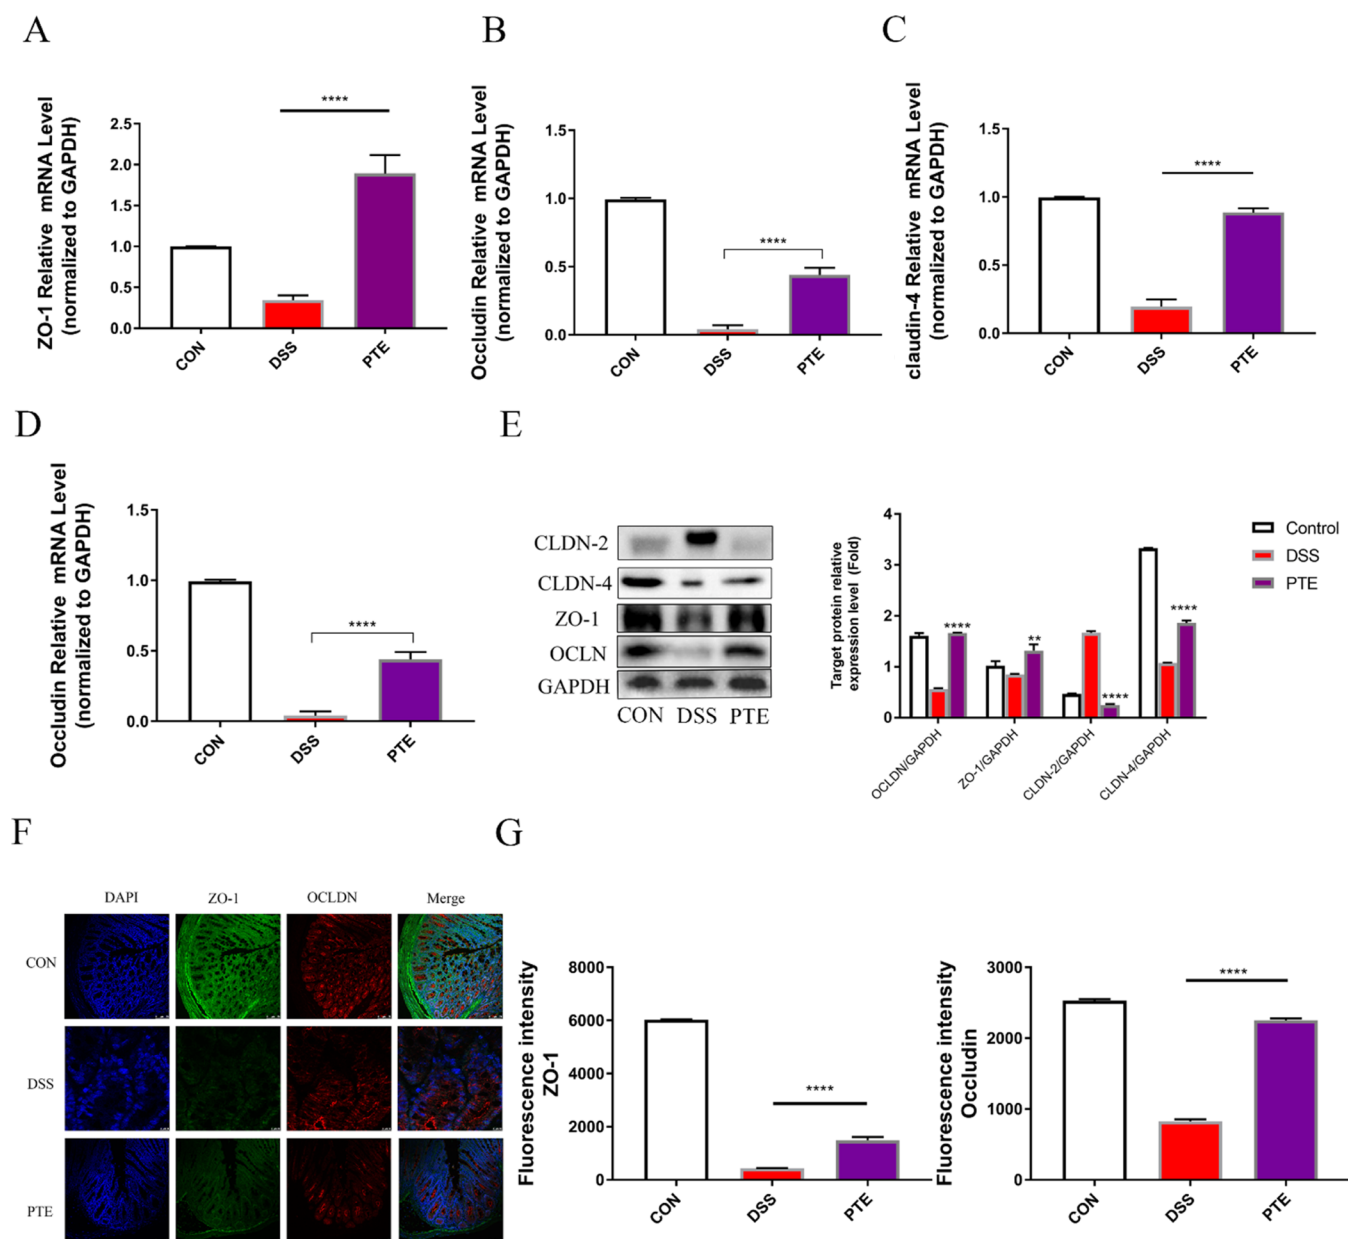 A
ZO-1 Relative mRNA Level
(normalized to GAPDH)
2.5
2.0
1.5
1.0
0.5
0.0
****
CON
DSS
PTE
B
Occludin Relative mRNA Level
(normalized to GAPDH)
1.5
1.0
0.5
0.0
****
CON
DSS
PTE
C
claudin-4 Relative mRNA Level
(normalized to GAPDH)
1.5
1.0
0.5
0.0
****
CON
DSS
PTE
D
Occludin Relative mRNA Level
(normalized to GAPDH)
1.5
1.0
0.5
0.0
****
CON
DSS
PTE
E
CLDN-2
CLDN-4
ZO-1
OCLN
GAPDH
CON DSS PTE
Target protein relative
expression level (Fold)
4
3
2
1
0
****
**
****
****
OCLDN/GAPDH
ZO-1/GAPDH
CLDN-2/GAPDH
CLDN-4/GAPDH
Control
DSS
PTE
F
DAPI ZO-1 OCLDN Merge
CON
DSS
PTE
G
Fluorescence intensity
ZO-1
8000
6000
4000
2000
0
****
CON
DSS
PTE
Fluorescence intensity
Occludin
3000
2000
1000
0
****
CON
DSS
PTE